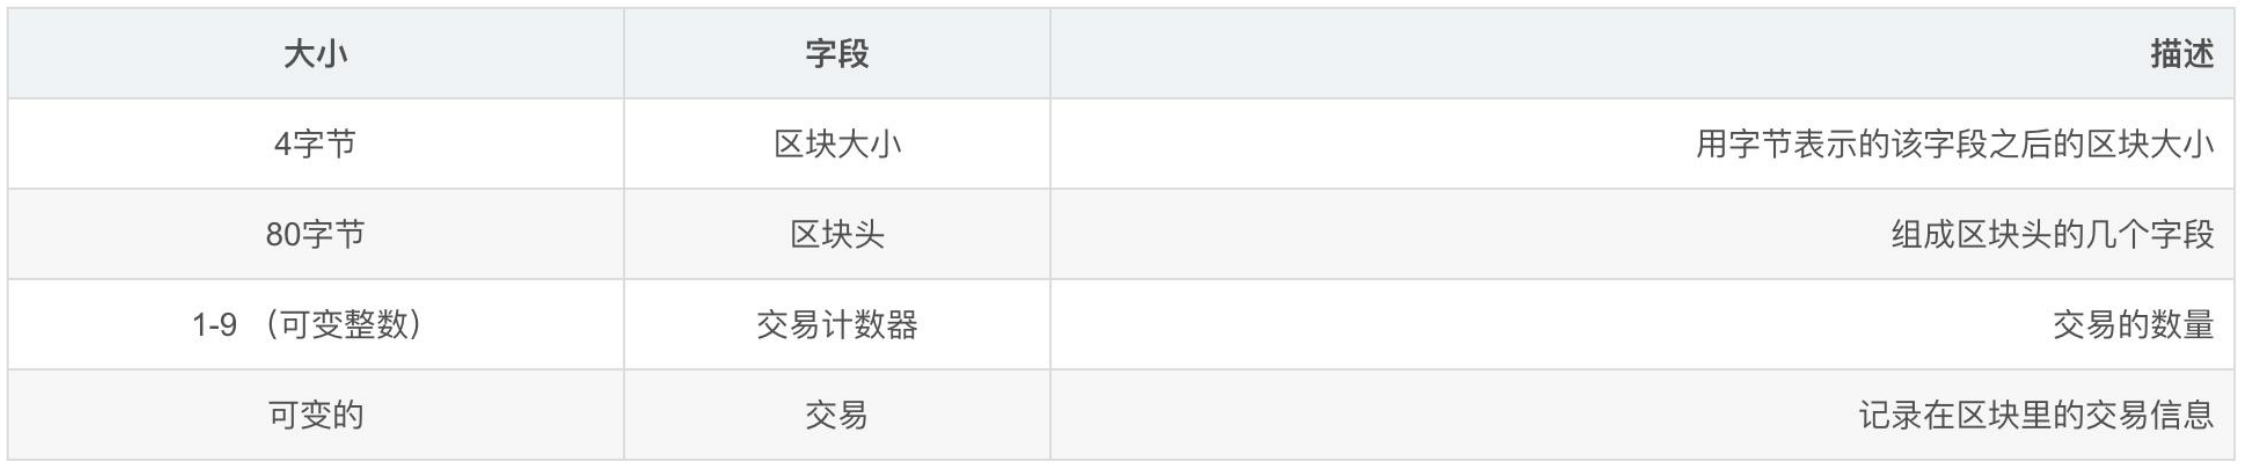 大小 字段 描述
4字节 区块大小 用字节表示的该字段之后的区块大小
80字节 区块头 组成区块头的几个字段
1-9 （可变整数） 交易计数器 交易的数量
可变的 交易 记录在区块里的交易信息